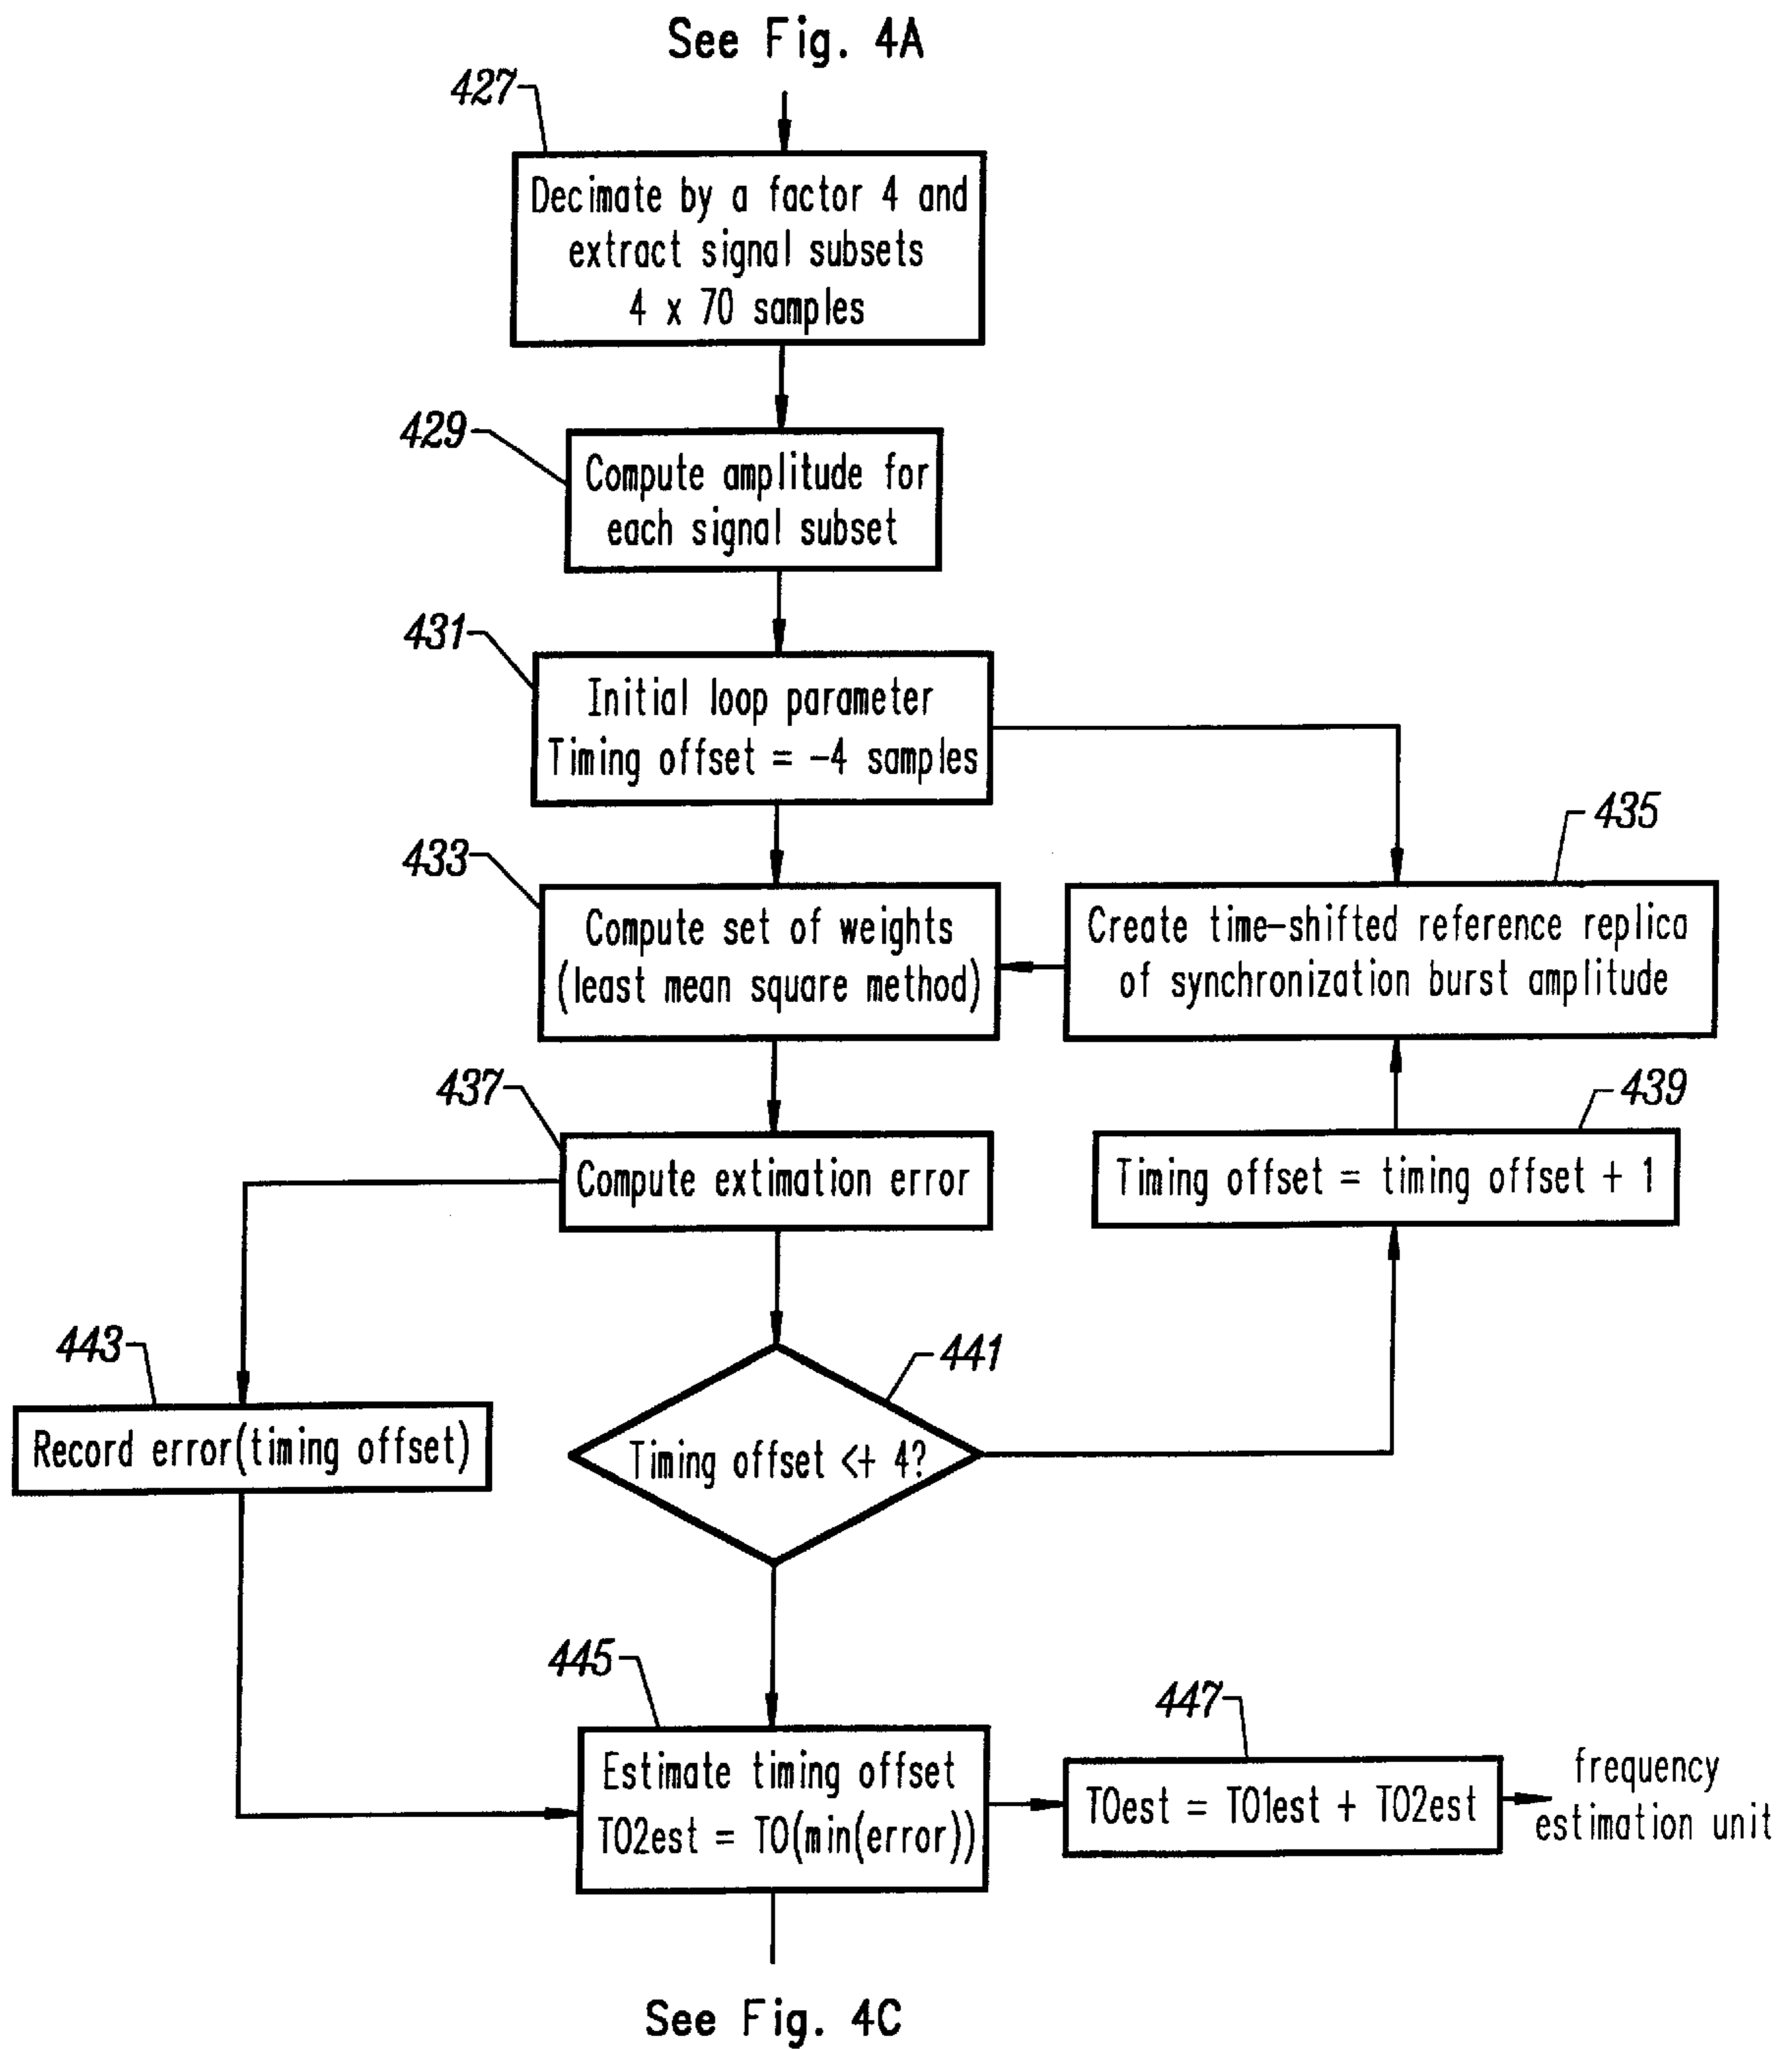 See Fig. 4A
427
Decimate by a factor 4 and
extract signal subsets
4 x 70 samples
429
Compute amplitude for
each signal subset
431
Initial loop parameter
Timing offset = -4 samples
433
Compute set of weights
(least mean square method)
435
Create time-shifted reference replica
of synchronization burst amplitude
437
Compute extimation error
439
Timing offset = timing offset + 1
443
Record error(timing offset)
441
Timing offset <+ 4?
445
Estimate timing offset
TO2est = TO(min(error))
447
TOest = TO1est + TO2est
frequency
estimation unit
See Fig. 4C